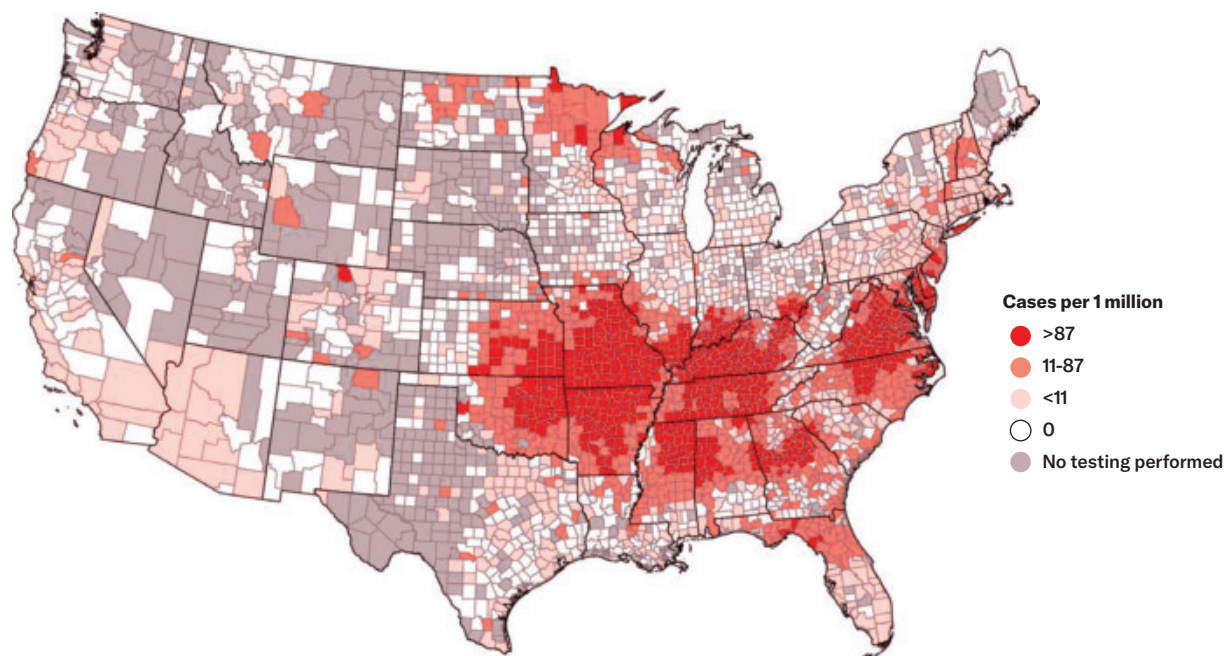 Cases per 1 million
>87
11-87
<11
0
No testing performed